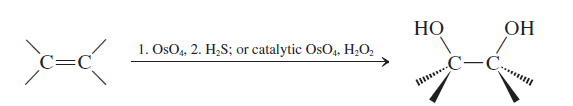 HO OH
1. OsO₄, 2. H₂S; or catalytic OsO₄, H₂O₂
C=C
C–C